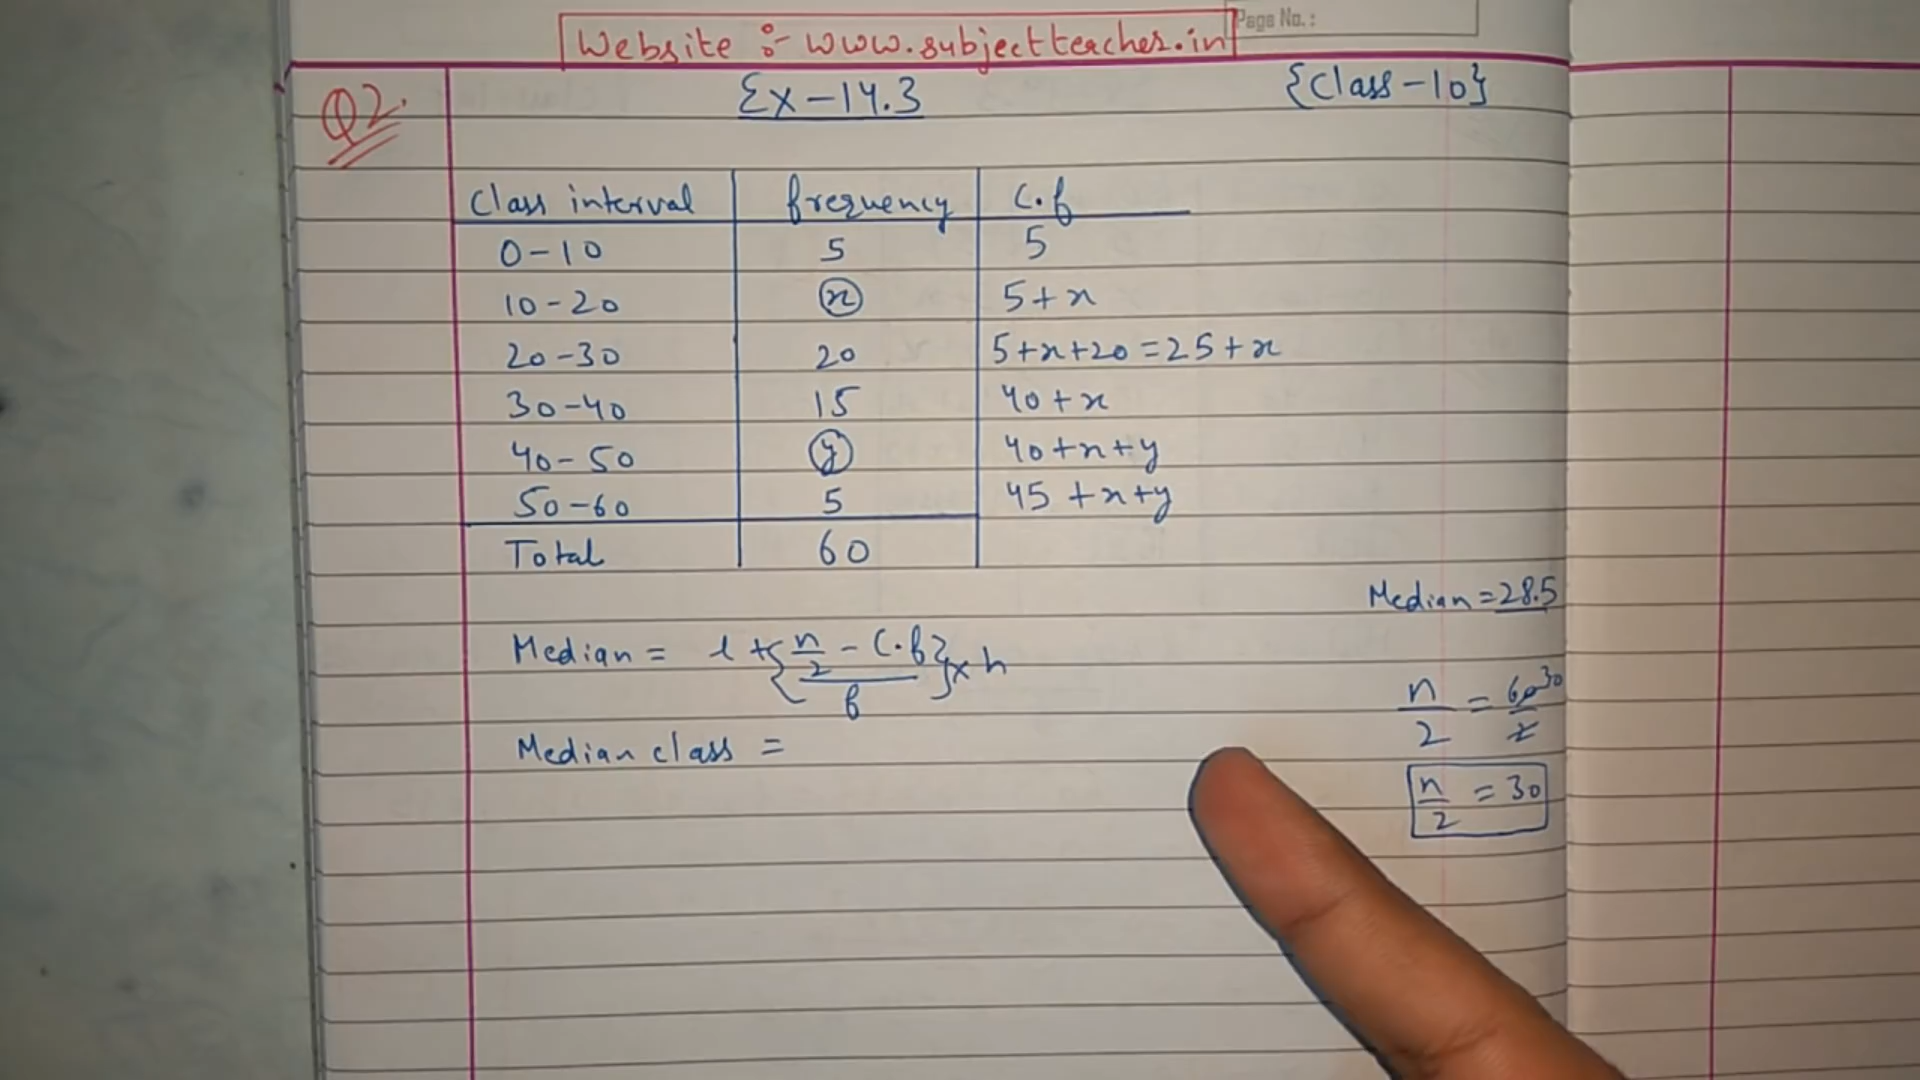 Page No.:
Website :- www.subjectteacher.in
Q2.
Ex-14.3
{Class-10}
Class interval frequency C.f
0-10 5 5
10-20 x 5+x
20-30 20 5+x+20=25+x
30-40 15 40+x
40-50 y 40+x+y
50-60 5 45+x+y
Total 60
Median = 28.5
Median = l + {n/2 - C.f / f} x h
n/2 = 60/2 30
Median class =
n/2 = 30